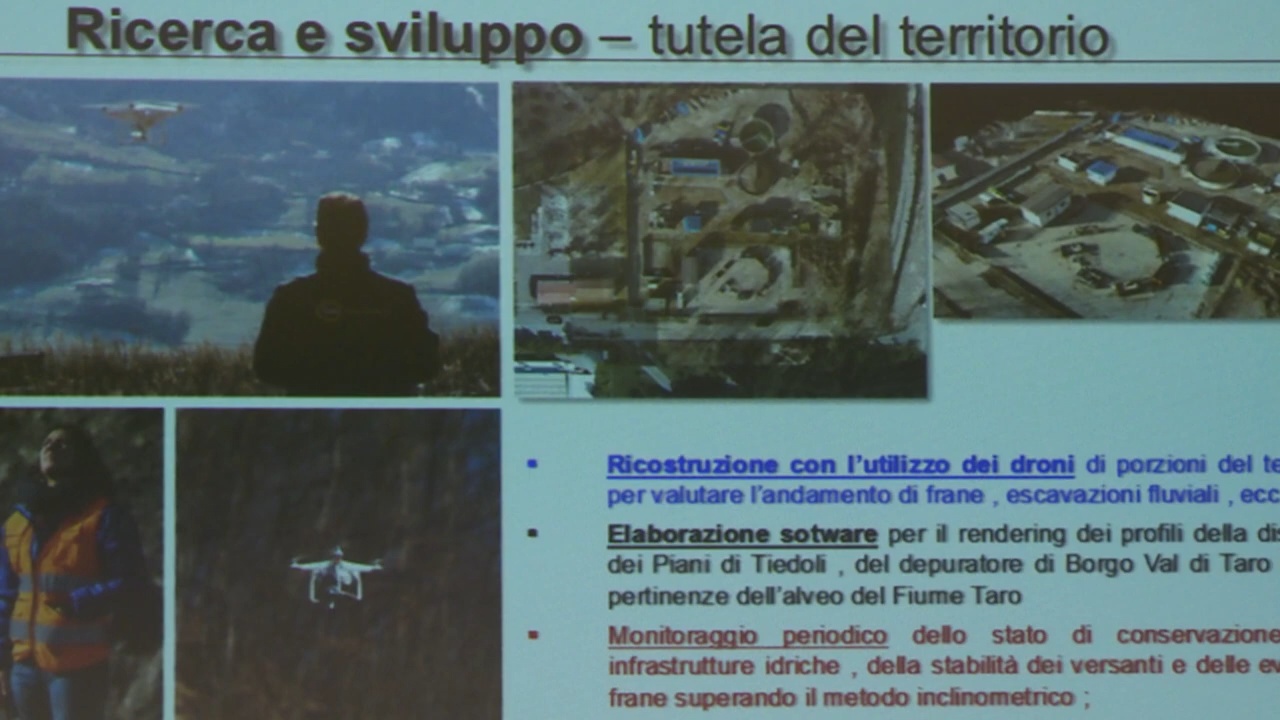 Ricerca e sviluppo – tutela del territorio
▪ Ricostruzione con l'utilizzo dei droni di porzioni del
per valutare l'andamento di frane , escavazioni fluviali , ecc
▪ Elaborazione sotware per il rendering dei profili della
dei Piani di Tiedoli , del depuratore di Borgo Val di Taro
pertinenze dell'alveo del Fiume Taro
▪ Monitoraggio periodico dello stato di conservazione
infrastrutture idriche , della stabilità dei versanti e delle
frane superando il metodo inclinometrico ;